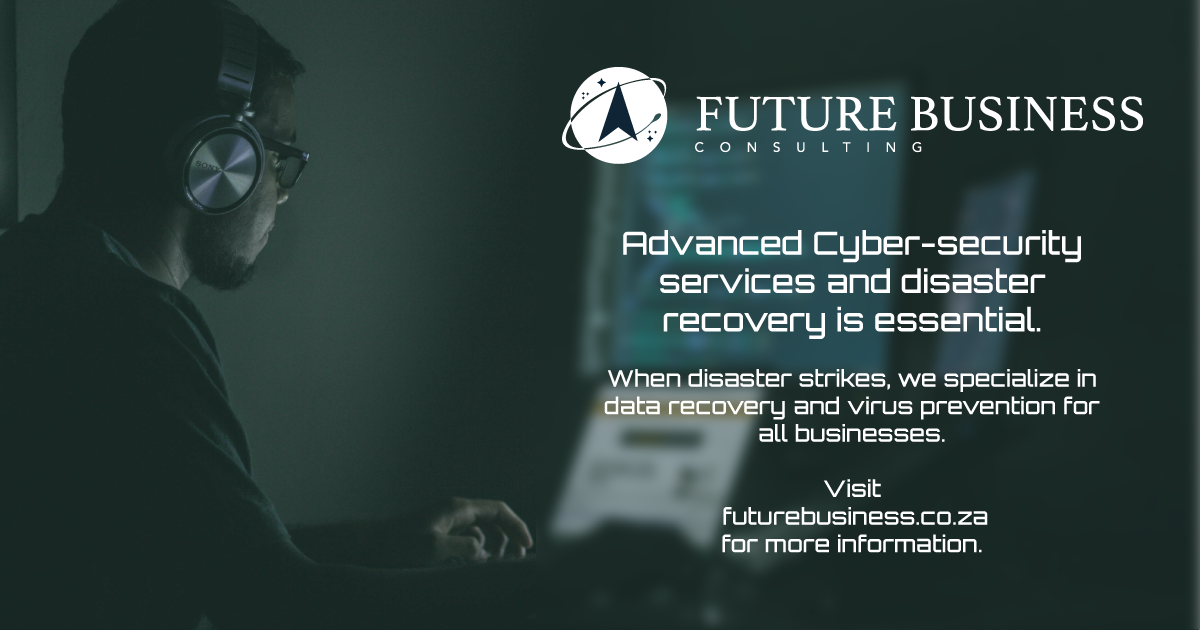 SONY
FUTURE BUSINESS
CONSULTING
Advanced Cyber-security
services and disaster
recovery is essential.
When disaster strikes, we specialize in
data recovery and virus prevention for
all businesses.
Visit
futurebusiness.co.za
for more information.